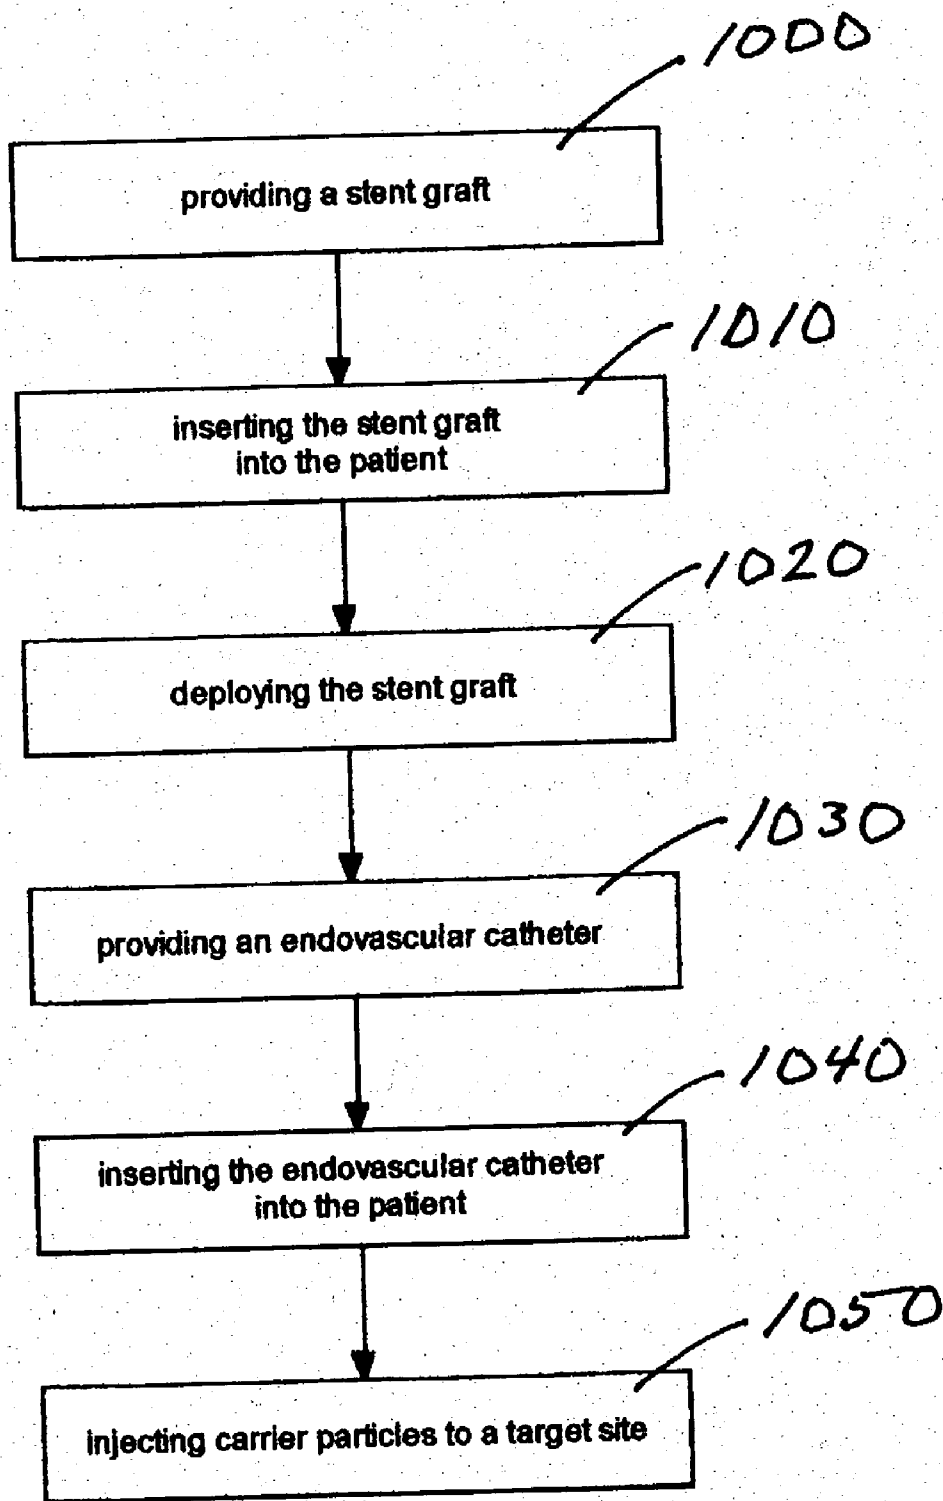 1000
providing a stent graft
1010
inserting the stent graft
into the patient
1020
deploying the stent graft
1030
providing an endovascular catheter
1040
inserting the endovascular catheter
into the patient
1050
injecting carrier particles to a target site